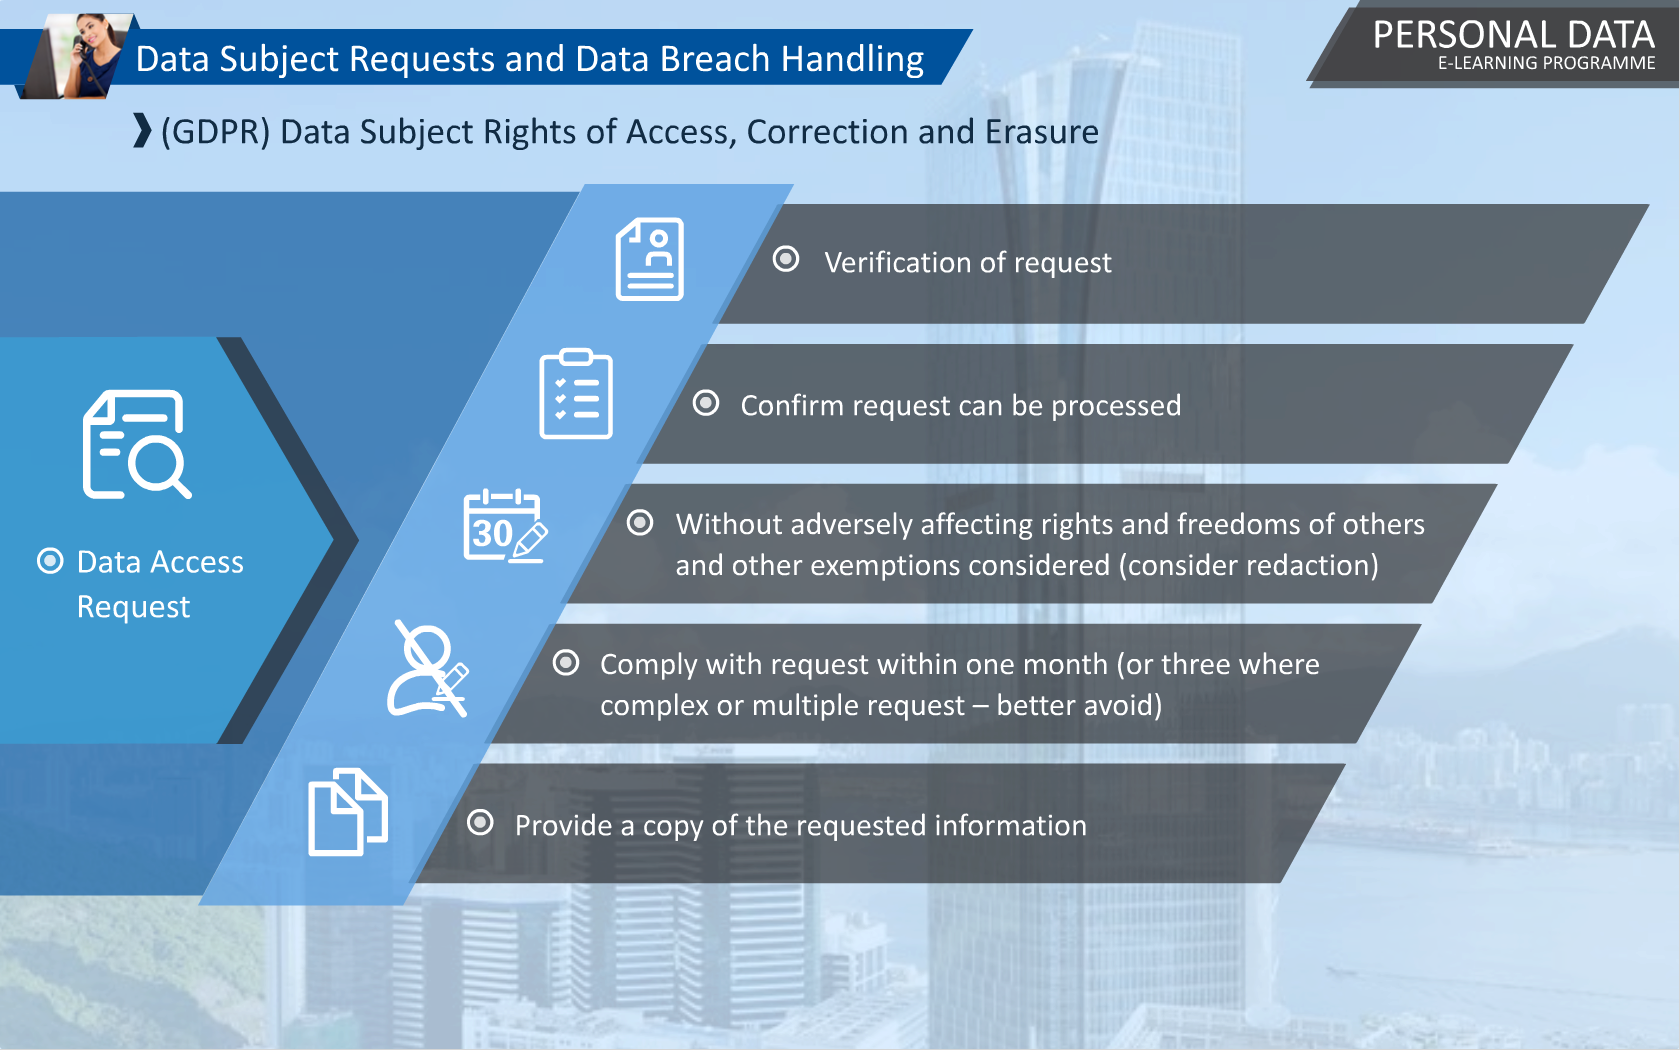 Data Subject Requests and Data Breach Handling
PERSONAL DATA
E-LEARNING PROGRAMME
(GDPR) Data Subject Rights of Access, Correction and Erasure
Data Access
Request
Verification of request
Confirm request can be processed
30
Without adversely affecting rights and freedoms of others
and other exemptions considered (consider redaction)
Comply with request within one month (or three where
complex or multiple request – better avoid)
Provide a copy of the requested information